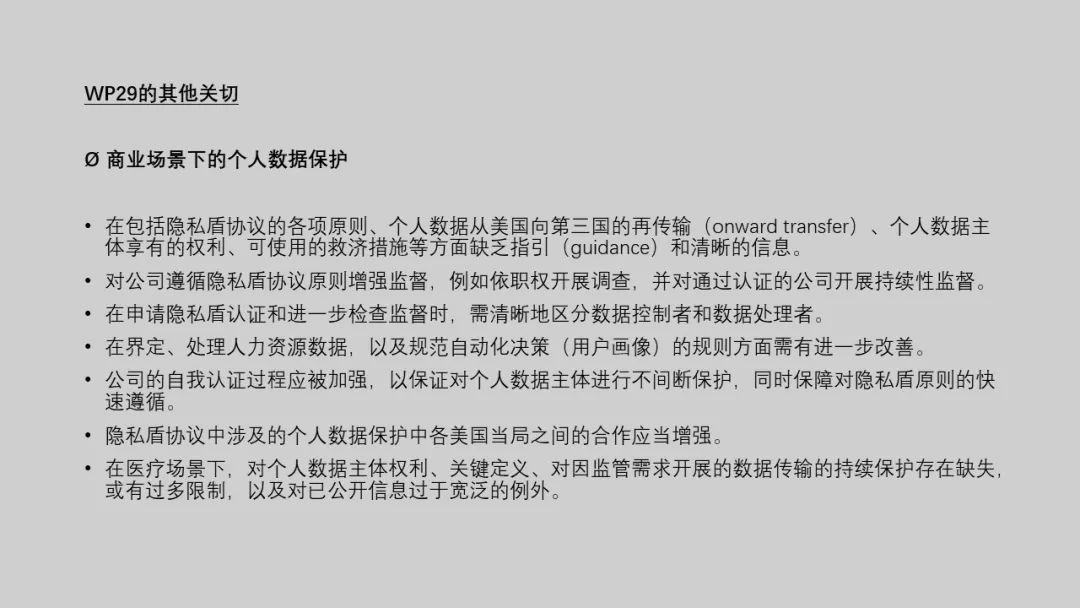 WP29的其他关切
Ø 商业场景下的个人数据保护
• 在包括隐私盾协议的各项原则、个人数据从美国向第三国的再传输（onward transfer）、个人数据主
体享有的权利、可使用的救济措施等方面缺乏指引（guidance）和清晰的信息。
• 对公司遵循隐私盾协议原则增强监督，例如依职权开展调查，并对通过认证的公司开展持续性监督。
• 在申请隐私盾认证和进一步检查监督时，需清晰地区分数据控制者和数据处理者。
• 在界定、处理人力资源数据，以及规范自动化决策（用户画像）的规则方面需有进一步改善。
• 公司的自我认证过程应被加强，以保证对个人数据主体进行不间断保护，同时保障对隐私盾原则的快
速遵循。
• 隐私盾协议中涉及的个人数据保护中各美国当局之间的合作应当增强。
• 在医疗场景下，对个人数据主体权利、关键定义、对因监管需求开展的数据传输的持续保护存在缺失，
或有过多限制，以及对已公开信息过于宽泛的例外。